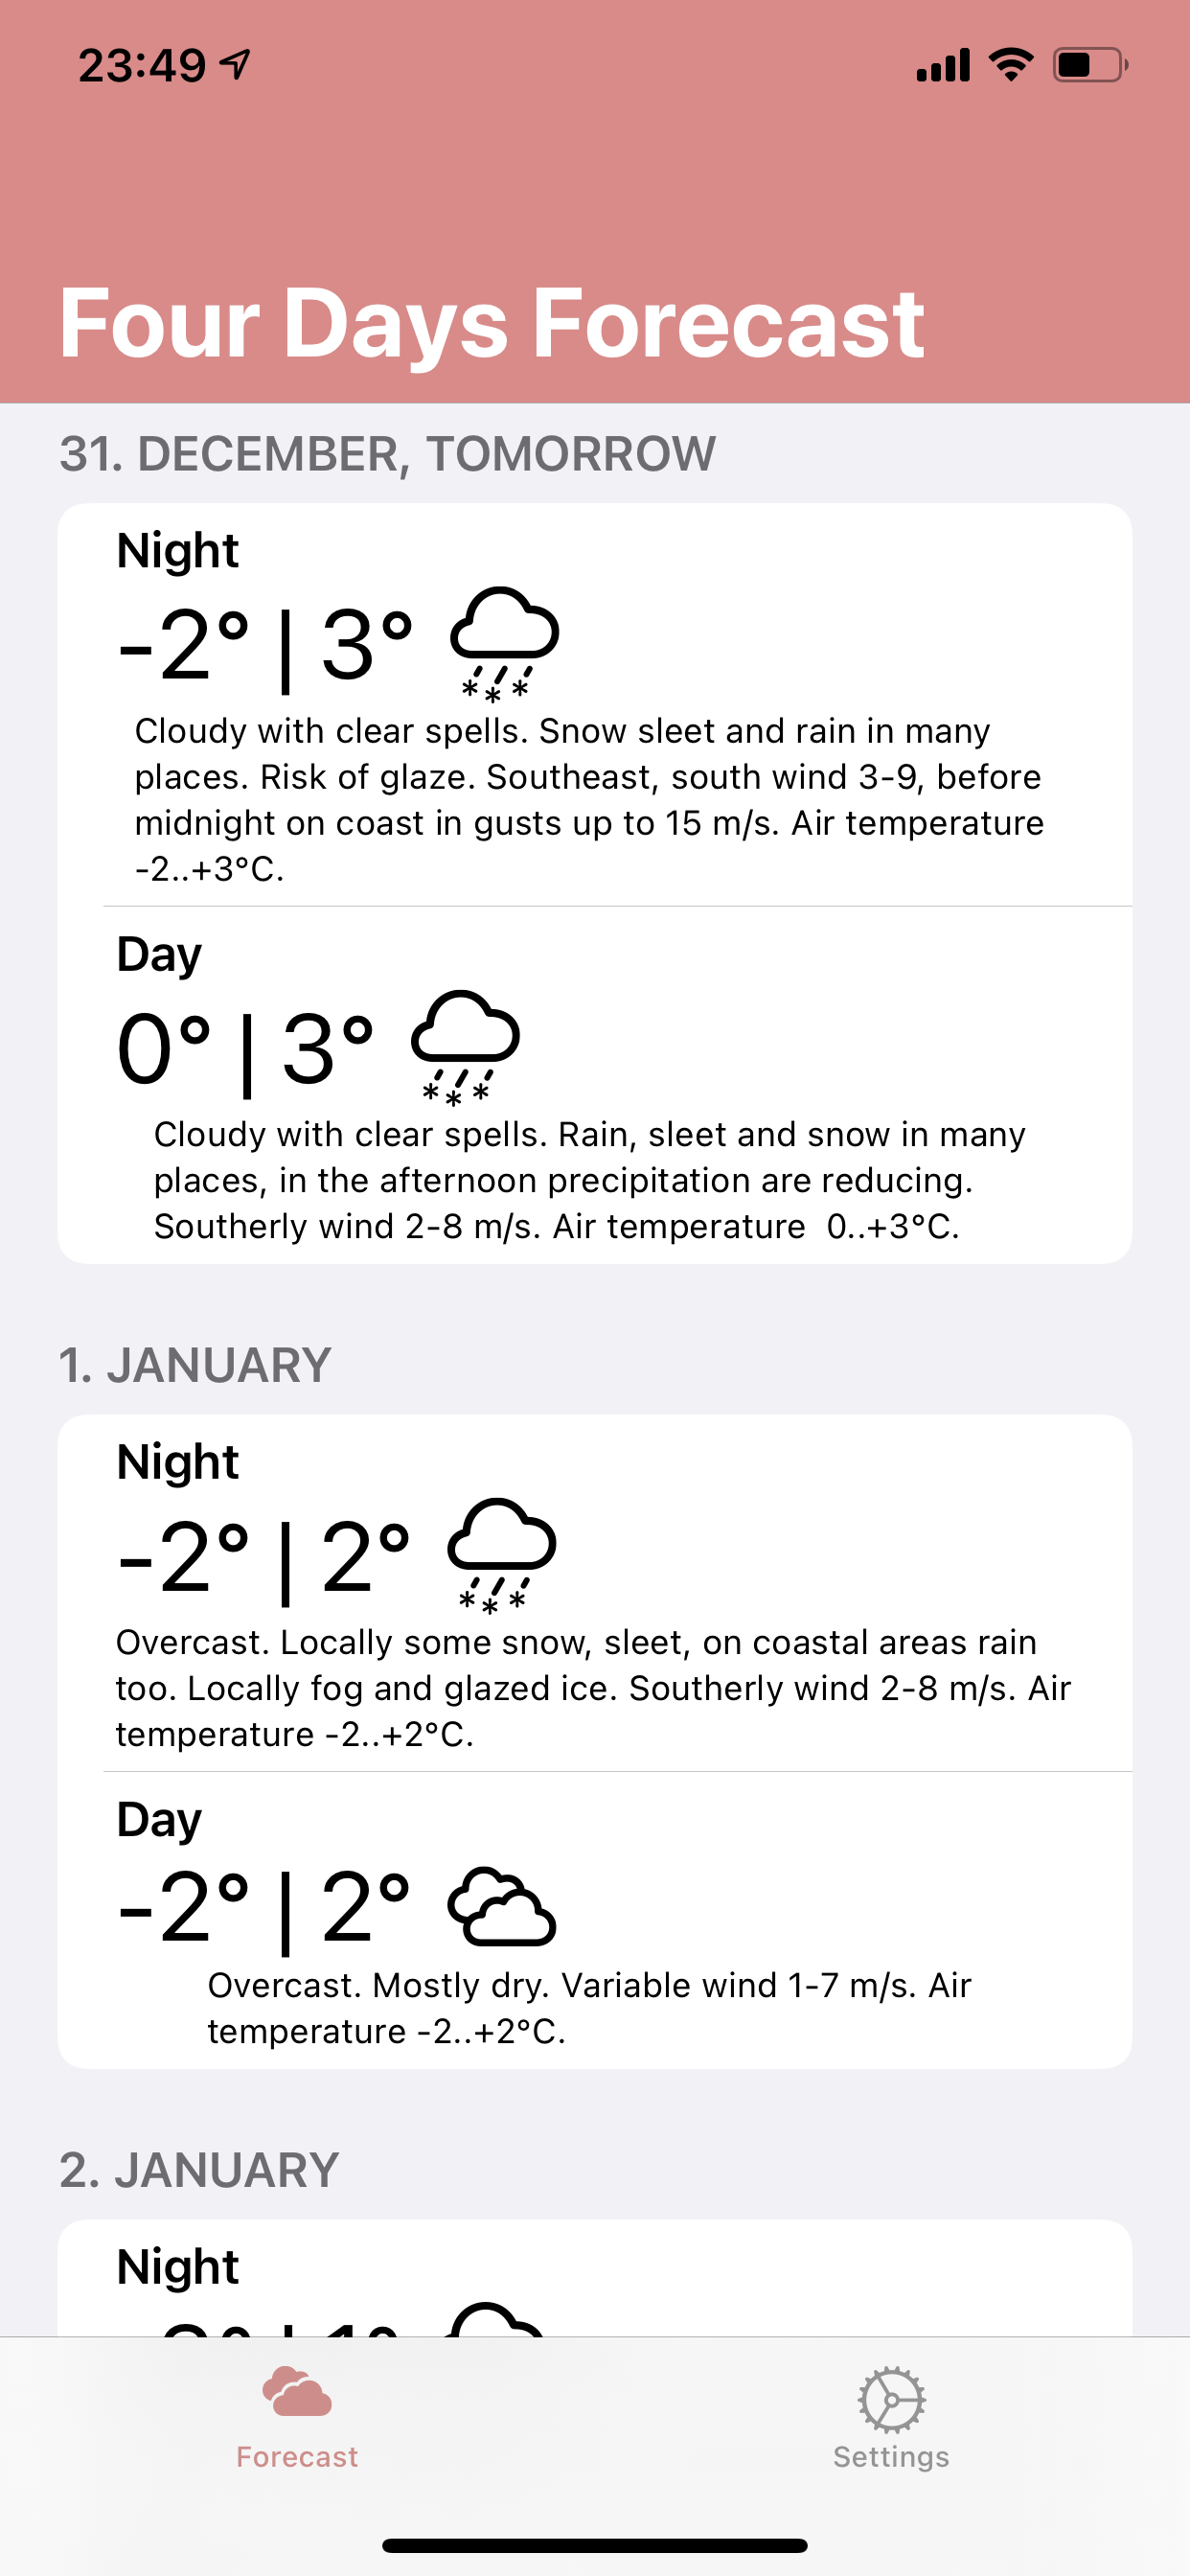 23:49
Four Days Forecast
31. DECEMBER, TOMORROW
Night
-2° | 3°
Cloudy with clear spells. Snow sleet and rain in many
places. Risk of glaze. Southeast, south wind 3-9, before
midnight on coast in gusts up to 15 m/s. Air temperature
-2..+3°C.
Day
0° | 3°
Cloudy with clear spells. Rain, sleet and snow in many
places, in the afternoon precipitation are reducing.
Southerly wind 2-8 m/s. Air temperature  0..+3°C.
1. JANUARY
Night
-2° | 2°
Overcast. Locally some snow, sleet, on coastal areas rain
too. Locally fog and glazed ice. Southerly wind 2-8 m/s. Air
temperature -2..+2°C.
Day
-2° | 2°
Overcast. Mostly dry. Variable wind 1-7 m/s. Air
temperature -2..+2°C.
2. JANUARY
Night
Forecast
Settings